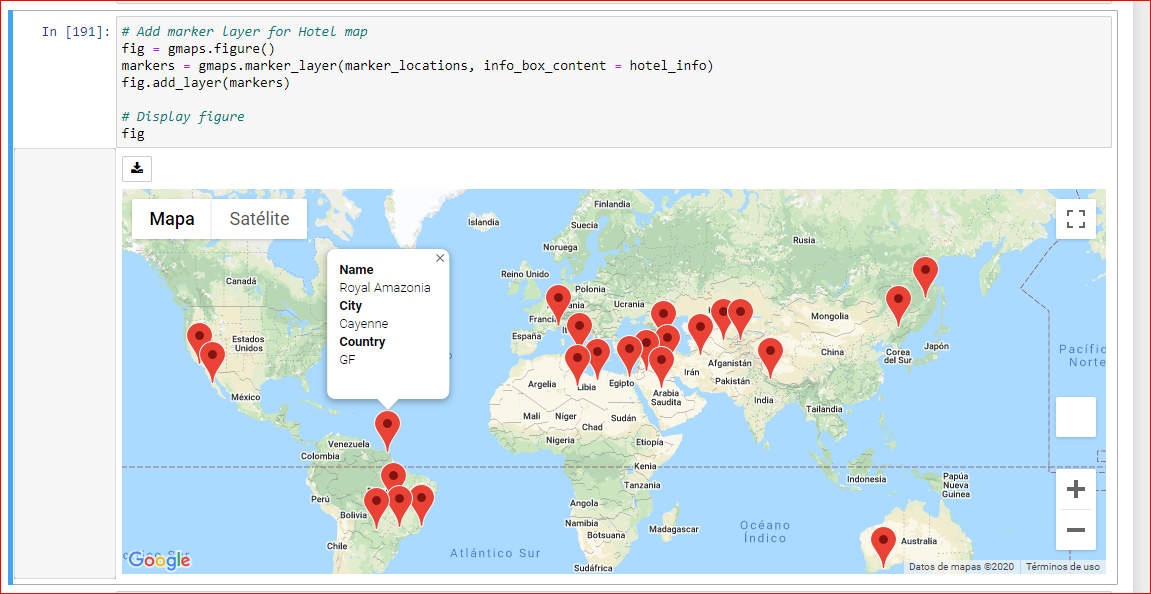 In [191]:
# Add marker layer for Hotel map
fig = gmaps.figure()
markers = gmaps.marker_layer(marker_locations, info_box_content = hotel_info)
fig.add_layer(markers)
# Display figure
fig
Mapa
Satélite
Finlandia
Islandia
Suecia
Rusia
Noruega
Name
Royal Amazonia
City
Cayenne
Country
GF
Canadá
Reino Unido
Polonia
Ucrania
Mongolia
España
Estados
Unidos
Japón
Pacífic
Norte
China
Corea
del Sur
Afganistán
Irán
Pakistán
Argelia
Libia
Egipto
México
Arabia
Saudita
India
Tailandia
Malí
Níger
Sudán
Chad
Venezuela
Nigeria
Etiopía
Colombia
Kenia
Indonesia
Papúa
Nueva
Guinea
Tanzania
Perú
Angola
Bolivia
Namibia
Botsuana
Madagascar
Océano
Índico
Chile
Atlántico Sur
Australia
Sudáfrica
Google
Datos de mapas ©2020
Términos de uso